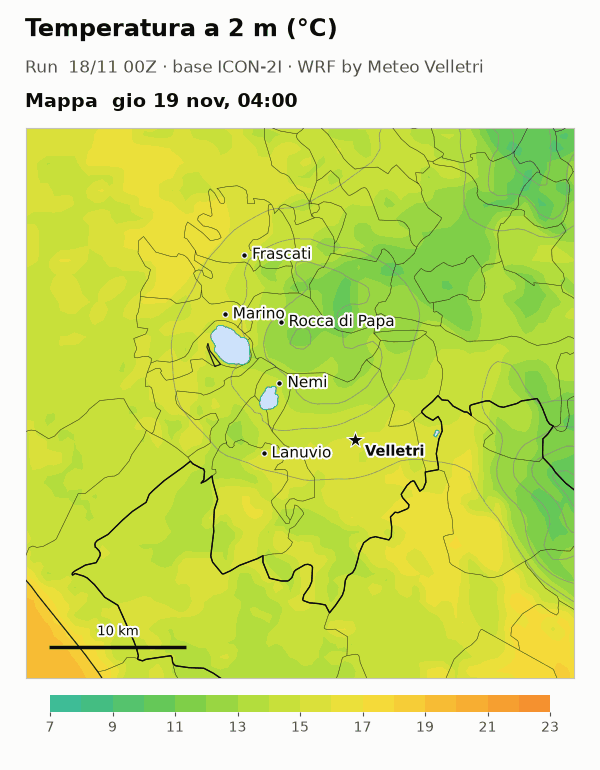 Temperatura a 2 m (°C)
Run  18/11 00Z · base ICON-2I · WRF by Meteo Velletri
Mappa  gio 19 nov, 04:00
Frascati
Marino
Rocca di Papa
Nemi
Velletri
Lanuvio
10 km
7 9 11 13 15 17 19 21 23